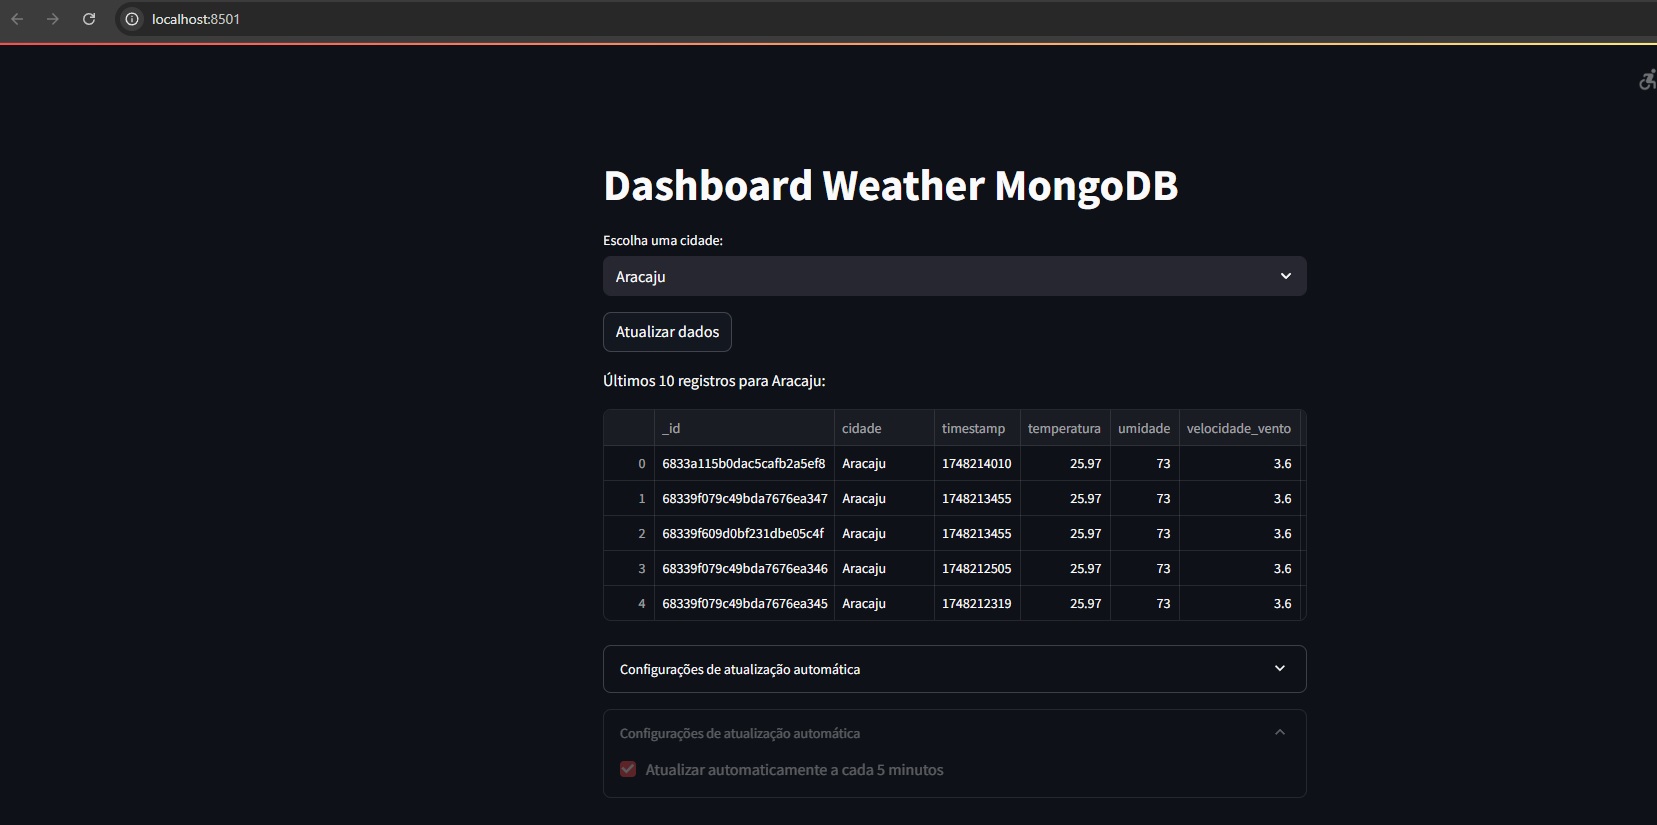 localhost:8501
Dashboard Weather MongoDB
Escolha uma cidade:
Aracaju
Atualizar dados
Últimos 10 registros para Aracaju:
_id cidade timestamp temperatura umidade velocidade_vento
0 6833a115b0dac5cafb2a5ef8 Aracaju 1748214010 25.97 73 3.6
1 68339f079c49bda7676ea347 Aracaju 1748213455 25.97 73 3.6
2 68339f609d0bf231dbe05c4f Aracaju 1748213455 25.97 73 3.6
3 68339f079c49bda7676ea346 Aracaju 1748212505 25.97 73 3.6
4 68339f079c49bda7676ea345 Aracaju 1748212319 25.97 73 3.6
Configurações de atualização automática
Configurações de atualização automática
Atualizar automaticamente a cada 5 minutos